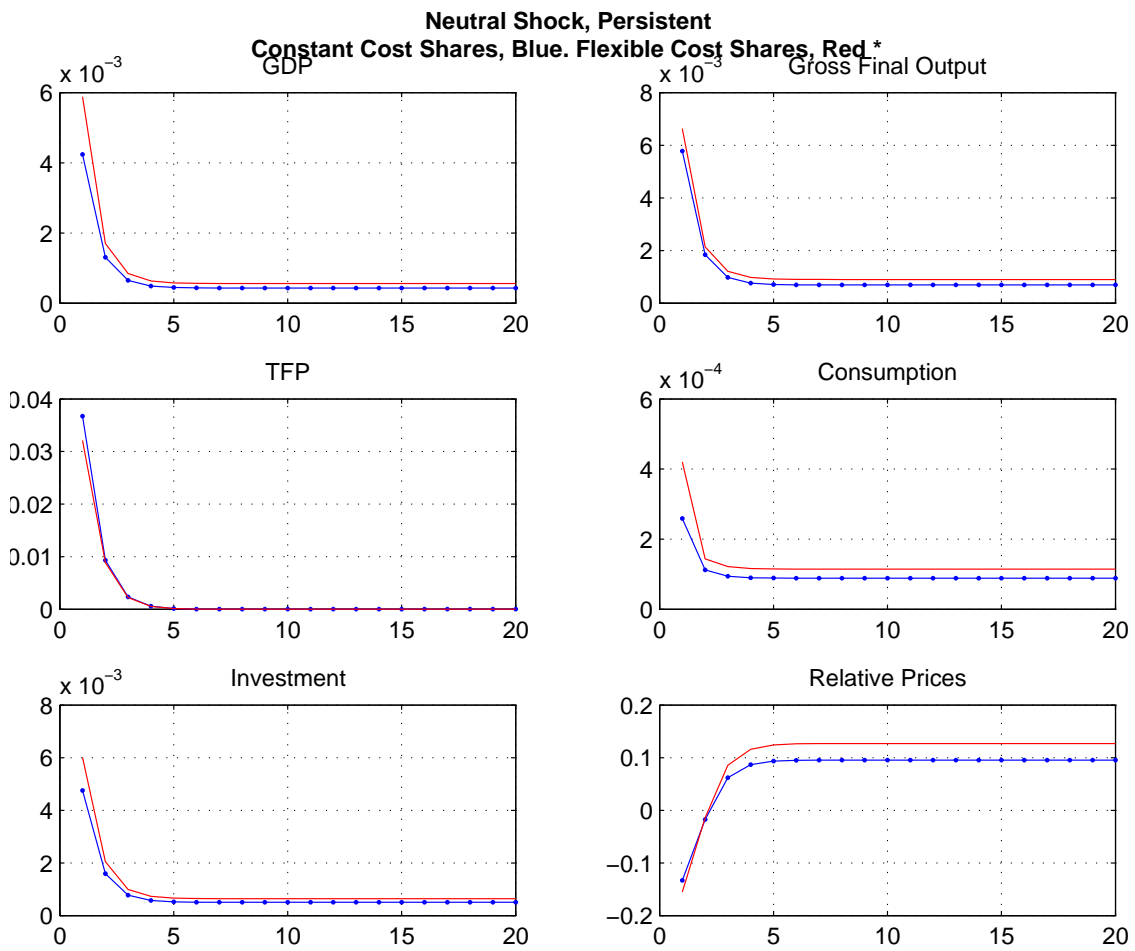 Neutral Shock, Persistent
Constant Cost Shares, Blue. Flexible Cost Shares, Red *
x 10⁻³
GDP
6
4
2
0
0 5 10 15 20
x 10⁻³
Gross Final Output
8
6
4
2
0
0 5 10 15 20
TFP
0.04
0.03
0.02
0.01
0
0 5 10 15 20
x 10⁻⁴
Consumption
6
4
2
0
0 5 10 15 20
x 10⁻³
Investment
8
6
4
2
0
0 5 10 15 20
Relative Prices
0.2
0.1
0
−0.1
−0.2
0 5 10 15 20